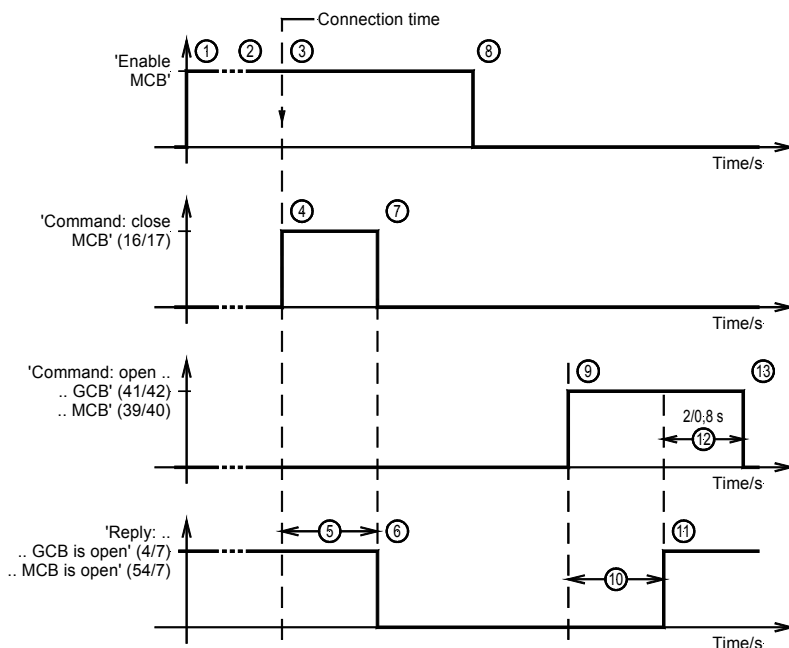 Connection time
1 2 3 8
'Enable
MCB'
Time/s
4 7
'Command: close
MCB' (16/17)
Time/s
'Command: open ..
.. GCB' (41/42)
.. MCB' (39/40)
9 13
2/0,8 s
12
Time/s
'Reply: ..
.. GCB is open' (4/7)
.. MCB is open' (54/7)
5 6 11
10
Time/s